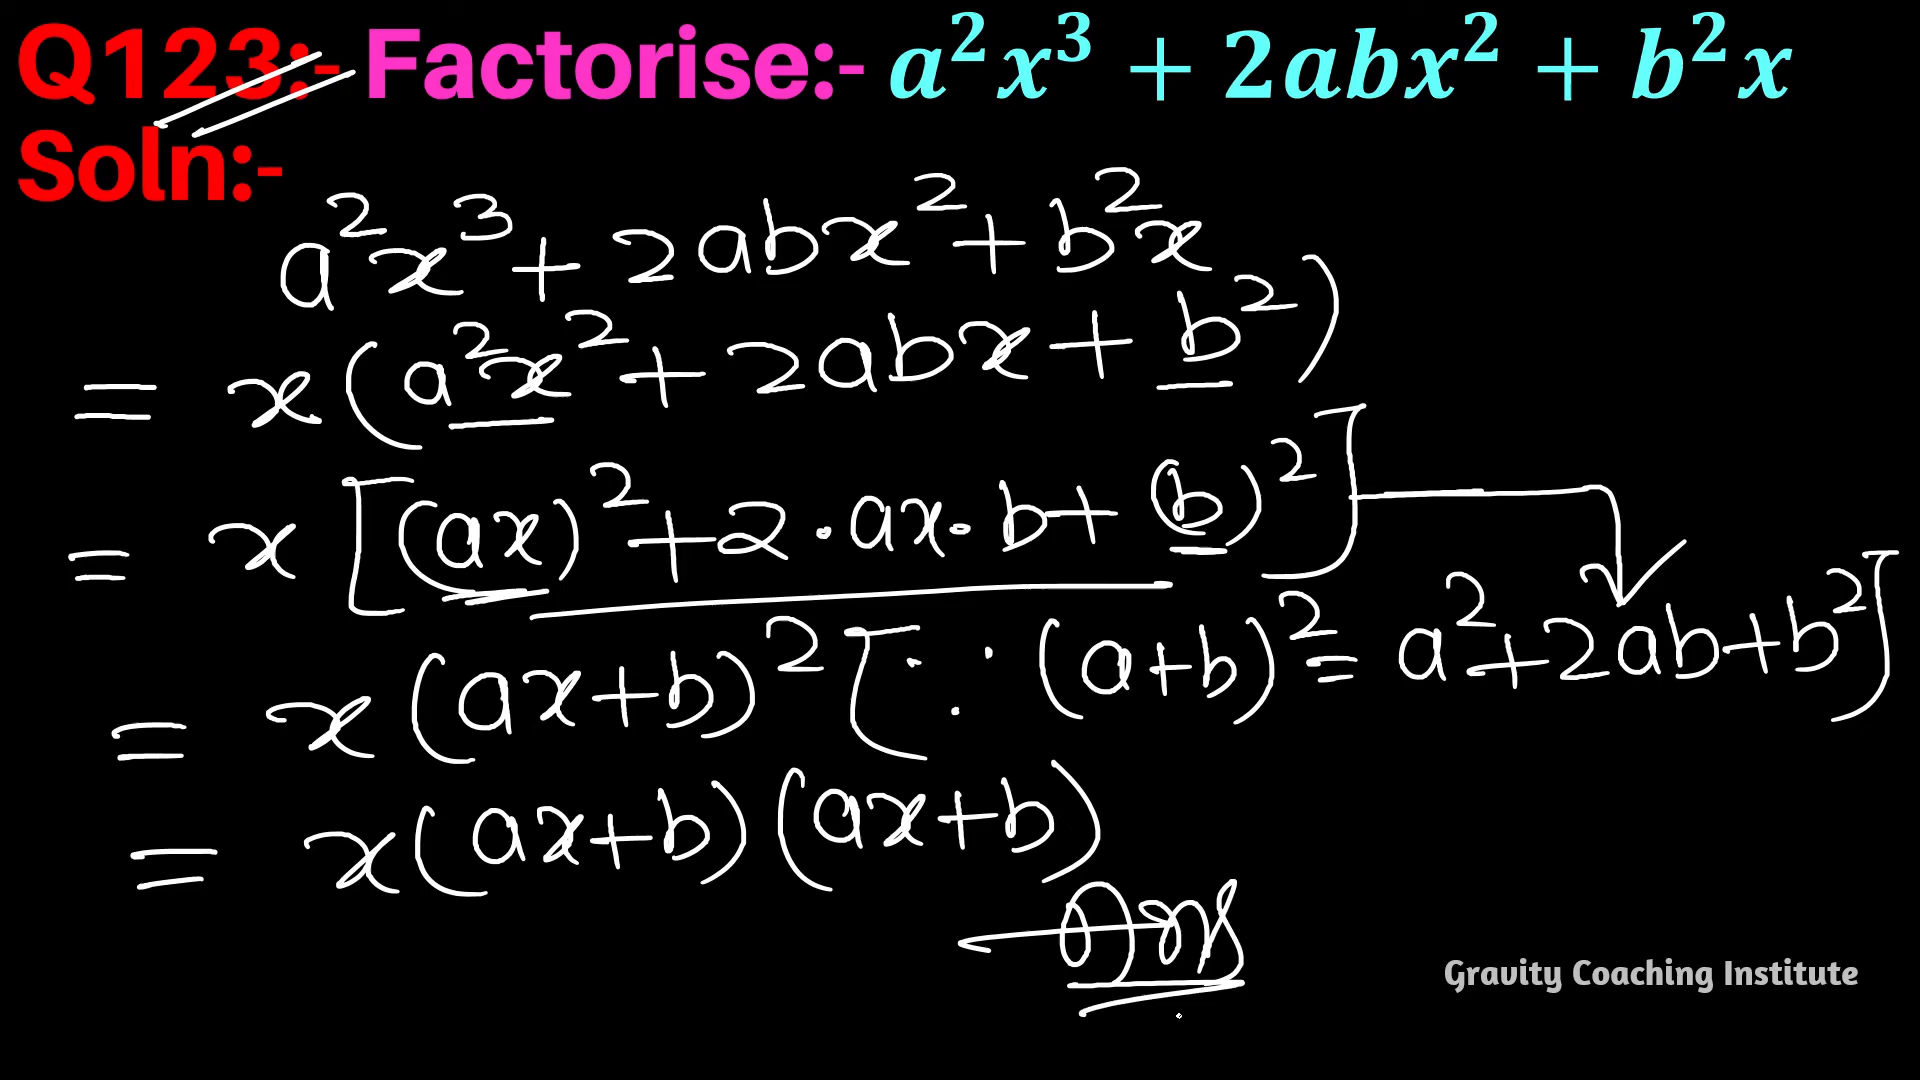 Q123:- Factorise:- a²x³ + 2abx² + b²x
Soln:-
a²x³ + 2abx² + b²x
= x(a²x² + 2abx + b²)
= x[(ax)² + 2·ax·b + (b)²]
= x(ax+b)² [∵ (a+b)² = a²+2ab+b²]
= x(ax+b)(ax+b)
Ans
Gravity Coaching Institute